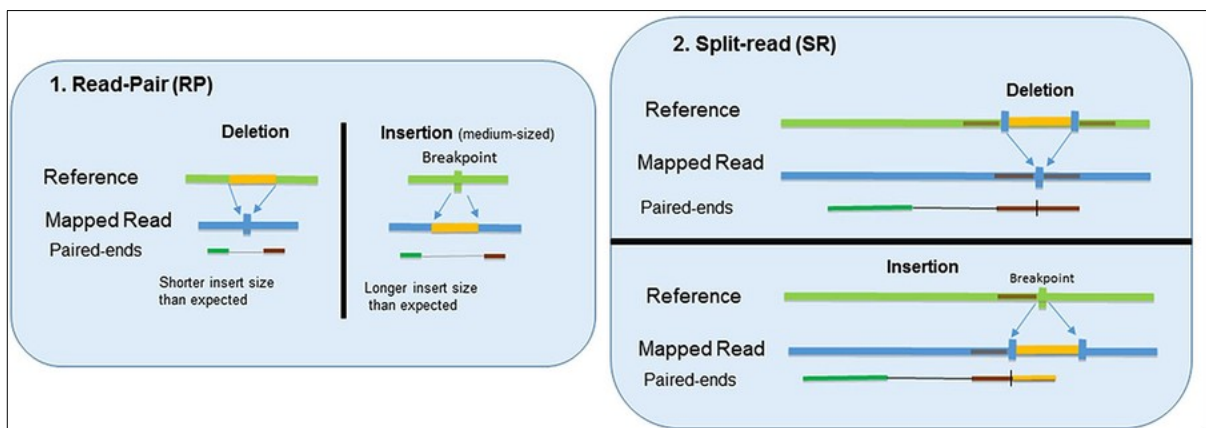 1. Read-Pair (RP)
Deletion
Insertion (medium-sized)
Breakpoint
Reference
Mapped Read
Paired-ends
Shorter insert size
than expected
Longer insert size
than expected
2. Split-read (SR)
Deletion
Reference
Mapped Read
Paired-ends
Insertion
Breakpoint
Reference
Mapped Read
Paired-ends